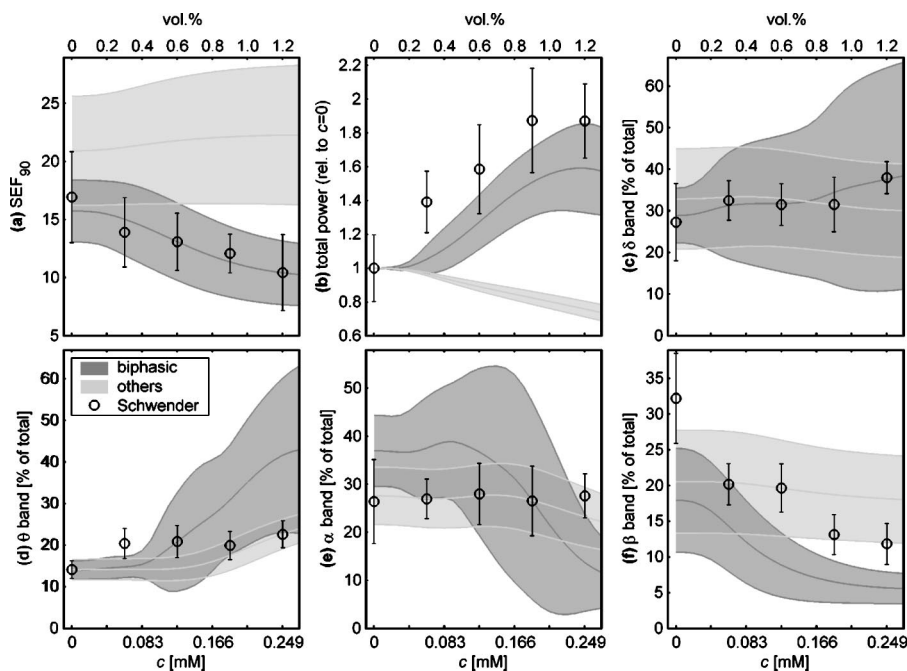 vol.%
vol.%
vol.%
0 0.2 0.4 0.6 0.8 1.0 1.2
0 0.2 0.4 0.6 0.8 1.0 1.2
0 0.2 0.4 0.6 0.8 1.0 1.2
(a) SEF90
25
20
15
10
5
(b) total power (rel. to c=0)
2.2
2
1.8
1.6
1.4
1.2
1
0.8
0.6
(c) δ band [% of total]
60
50
40
30
20
10
0
(d) θ band [% of total]
60
50
40
30
20
10
0
biphasic
others
Schwender
0 0.083 0.166 0.249
c [mM]
(e) α band [% of total]
50
40
30
20
10
0
0 0.083 0.166 0.249
c [mM]
(f) β band [% of total]
35
30
25
20
15
10
5
0
0 0.083 0.166 0.249
c [mM]